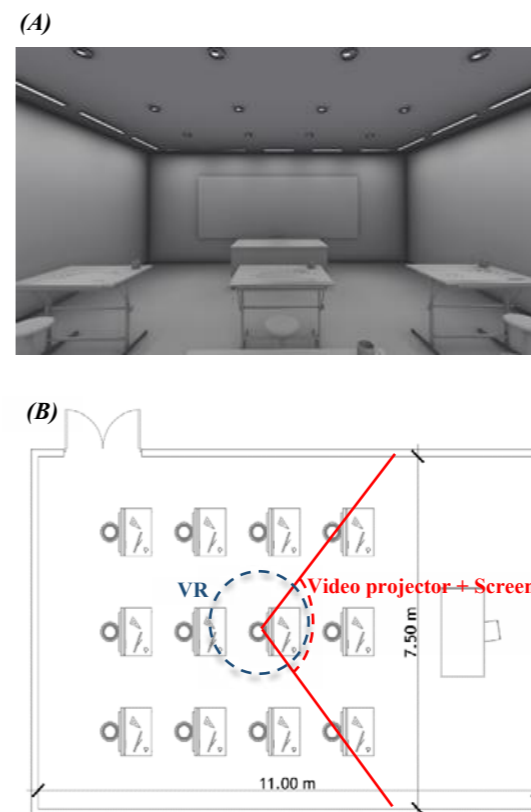 (A)
(B)
VR
Video projector + Screen
7.50 m
11.00 m